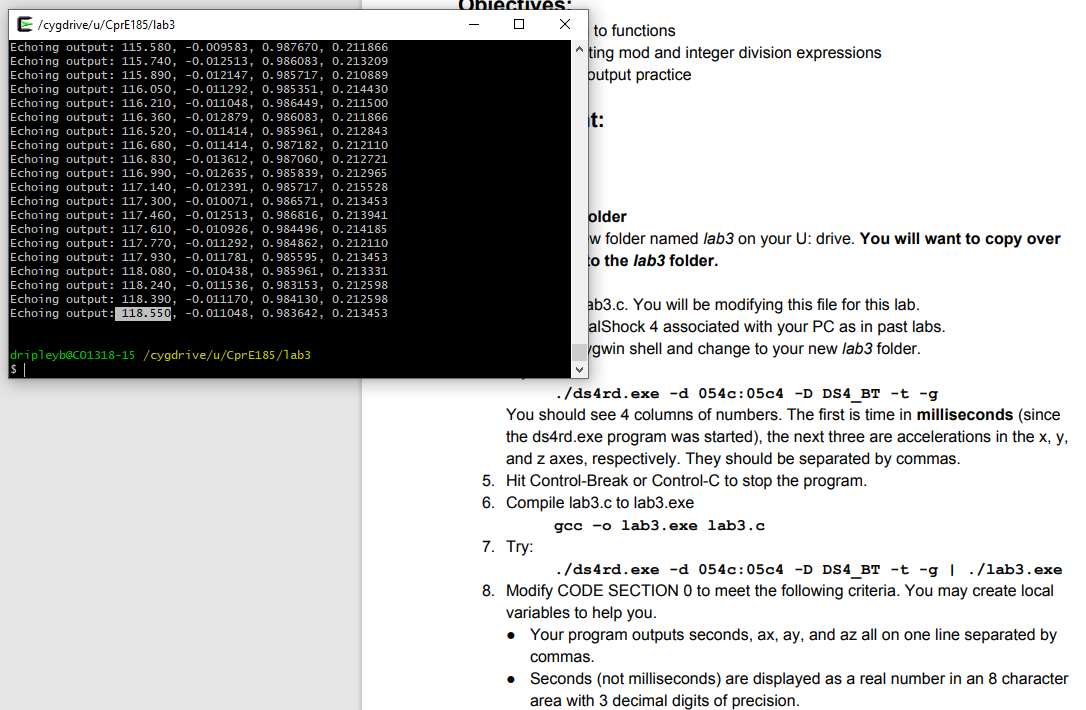 Objectives:
/cygdrive/u/CprE185/lab3
Echoing output: 115.580, -0.009583, 0.987670, 0.211866
Echoing output: 115.740, -0.012513, 0.986083, 0.213209
Echoing output: 115.890, -0.012147, 0.985717, 0.210889
Echoing output: 116.050, -0.011292, 0.985351, 0.214430
Echoing output: 116.210, -0.011048, 0.986449, 0.211500
Echoing output: 116.360, -0.012879, 0.986083, 0.211866
Echoing output: 116.520, -0.011414, 0.985961, 0.212843
Echoing output: 116.680, -0.011414, 0.987182, 0.212110
Echoing output: 116.830, -0.013612, 0.987060, 0.212721
Echoing output: 116.990, -0.012635, 0.985839, 0.212965
Echoing output: 117.140, -0.012391, 0.985717, 0.215528
Echoing output: 117.300, -0.010071, 0.986571, 0.213453
Echoing output: 117.460, -0.012513, 0.986816, 0.213941
Echoing output: 117.610, -0.010926, 0.984496, 0.214185
Echoing output: 117.770, -0.011292, 0.984862, 0.212110
Echoing output: 117.930, -0.011781, 0.985595, 0.213453
Echoing output: 118.080, -0.010438, 0.985961, 0.213331
Echoing output: 118.240, -0.011536, 0.983153, 0.212598
Echoing output: 118.390, -0.011170, 0.984130, 0.212598
Echoing output: 118.550, -0.011048, 0.983642, 0.213453
dripleyb@CO1318-15 /cygdrive/u/CprE185/lab3
$
to functions
ting mod and integer division expressions
output practice
t:
older
w folder named lab3 on your U: drive. You will want to copy over
o the lab3 folder.
ab3.c. You will be modifying this file for this lab.
alShock 4 associated with your PC as in past labs.
ygwin shell and change to your new lab3 folder.
./ds4rd.exe -d 054c:05c4 -D DS4_BT -t -g
You should see 4 columns of numbers. The first is time in milliseconds (since
the ds4rd.exe program was started), the next three are accelerations in the x, y,
and z axes, respectively. They should be separated by commas.
5. Hit Control-Break or Control-C to stop the program.
6. Compile lab3.c to lab3.exe
gcc –o lab3.exe lab3.c
7. Try:
./ds4rd.exe -d 054c:05c4 -D DS4_BT -t -g | ./lab3.exe
8. Modify CODE SECTION 0 to meet the following criteria. You may create local
variables to help you.
● Your program outputs seconds, ax, ay, and az all on one line separated by
commas.
● Seconds (not milliseconds) are displayed as a real number in an 8 character
area with 3 decimal digits of precision.